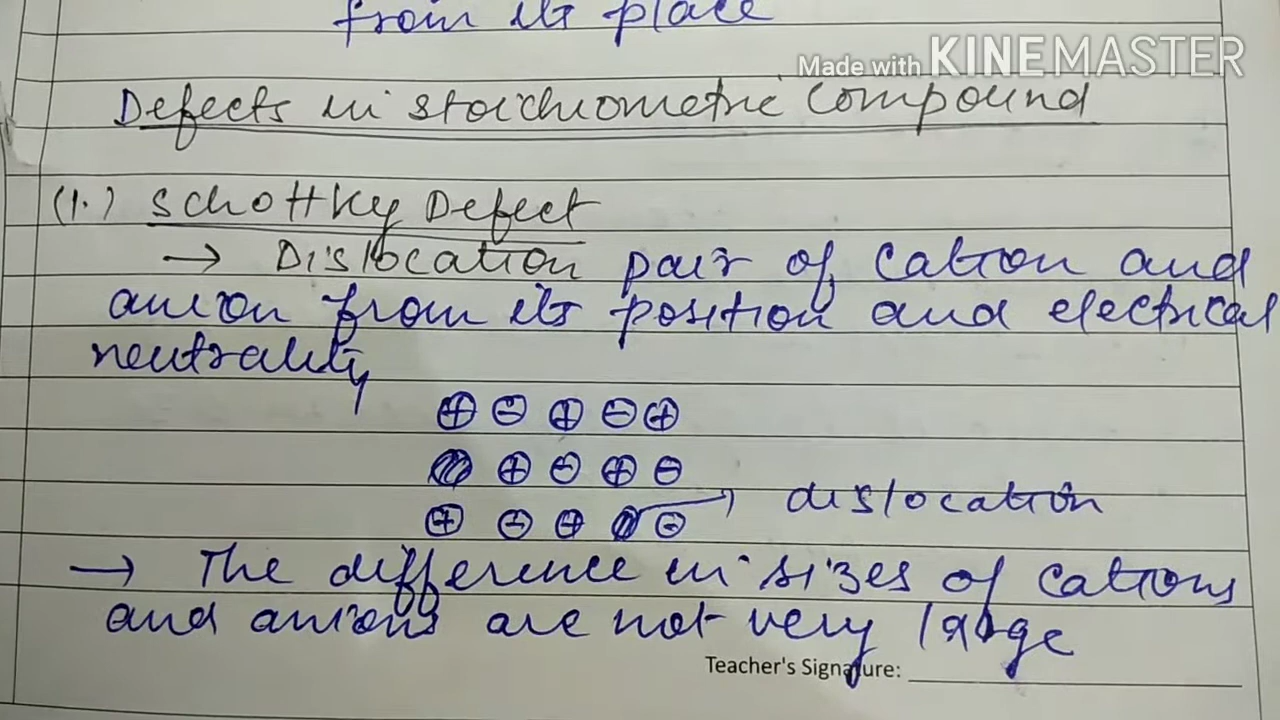 from its place
Made with KINEMASTER
Defects in stoichiometric Compound
(1.) Schottky Defect
→ Dislocation pair of cation and
anion from its position and electrical
neutrality
⊕ ⊖ ⊕ ⊖ ⊕
⊕ ⊖ ⊕ ⊖
⊕ ⊖ ⊕ ⊖ → dislocation
→ The difference in sizes of cations
and anions are not very large
Teacher's Signature: